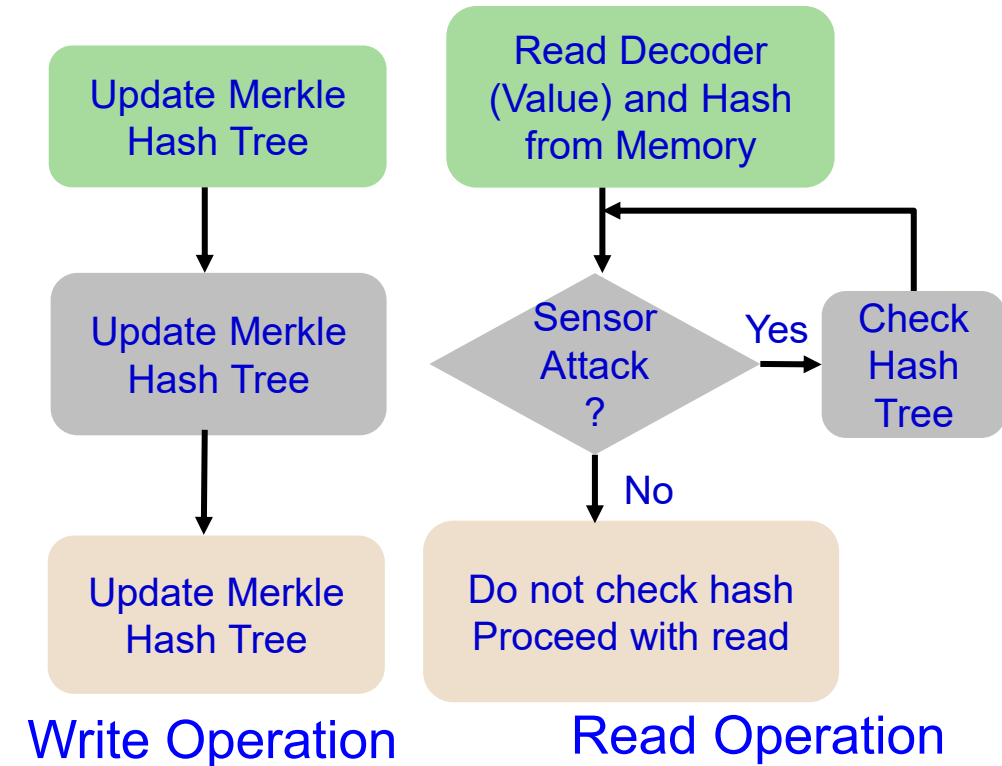 Update Merkle
Hash Tree
Update Merkle
Hash Tree
Update Merkle
Hash Tree
Write Operation
Read Decoder
(Value) and Hash
from Memory
Sensor
Attack
?
Yes
Check
Hash
Tree
No
Do not check hash
Proceed with read
Read Operation